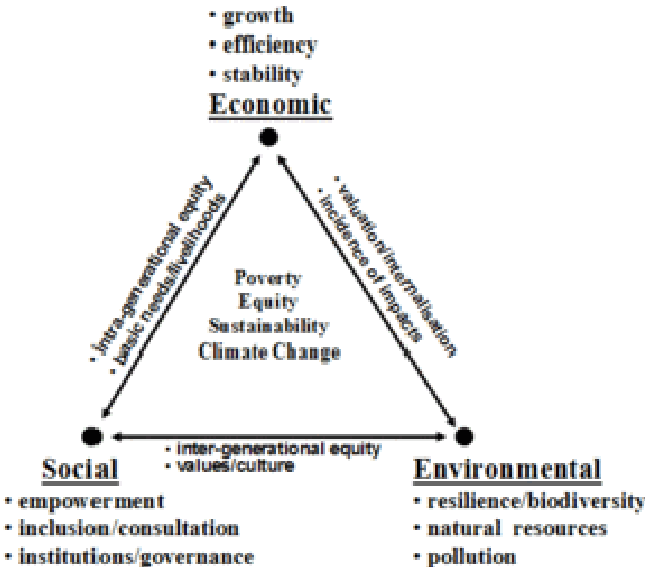 • growth
• efficiency
• stability
Economic
• intra-generational equity
• basic needs/livelihoods
• valuation/internalisation
• incidence of impacts
Poverty
Equity
Sustainability
Climate Change
• inter-generational equity
• values/culture
Social
• empowerment
• inclusion/consultation
• institutions/governance
Environmental
• resilience/biodiversity
• natural resources
• pollution